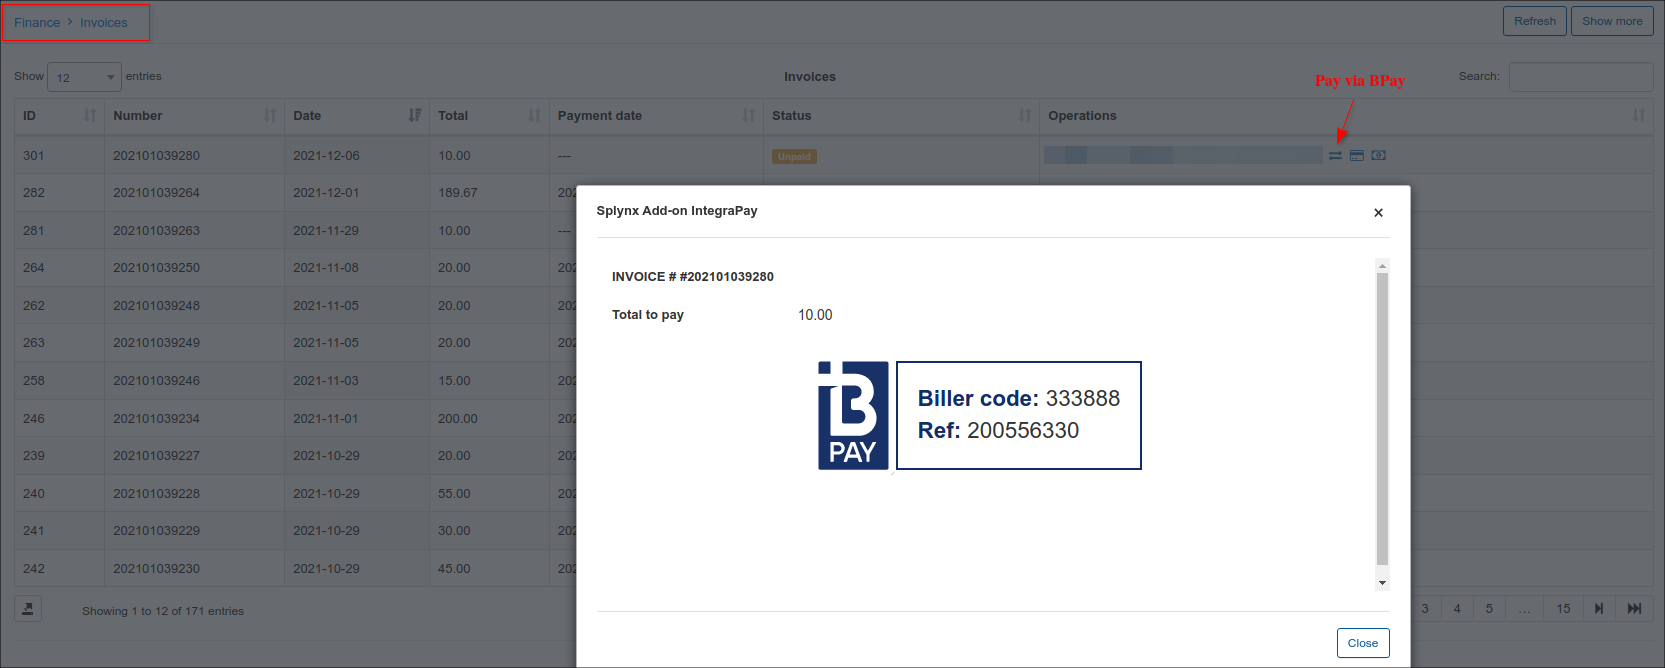 Finance > Invoices
Refresh
Show more
Show 12 entries
Invoices
Search:
Pay via BPay
ID Number Date Total Payment date Status Operations
301 202101039280 2021-12-06 10.00 --- Unpaid
282 202101039264 2021-12-01 189.67 202
281 202101039263 2021-11-29 10.00 ---
264 202101039250 2021-11-08 20.00 202
262 202101039248 2021-11-05 20.00 202
263 202101039249 2021-11-05 20.00 202
258 202101039246 2021-11-03 15.00 202
246 202101039234 2021-11-01 200.00 202
239 202101039227 2021-10-29 20.00 202
240 202101039228 2021-10-29 55.00 202
241 202101039229 2021-10-29 30.00 202
242 202101039230 2021-10-29 45.00 202
Showing 1 to 12 of 171 entries
3 4 5 ... 15
Splynx Add-on IntegraPay
×
INVOICE # #202101039280
Total to pay 10.00
B
PAY
Biller code: 333888
Ref: 200556330
Close